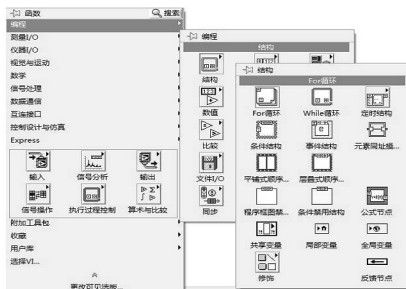 函数
搜索
编程
测量I/O
仪器I/O
视觉与运动
数学
信号处理
数据通信
互连接口
控制设计与仿真
Express
输入
信号分析
输出
信号操作
执行过程控制
算术与比较
附加工具包
收藏
用户库
选择VI...
更改可见选板...
编程
结构
结构
数值
比较
文件I/O
同步
结构
For循环
For循环
While循环
定时结构
条件结构
事件结构
元素同址操...
平铺式顺序...
层叠式顺序...
程序框图禁...
条件禁用结构
公式节点
共享变量
局部变量
全局变量
修饰
反馈节点